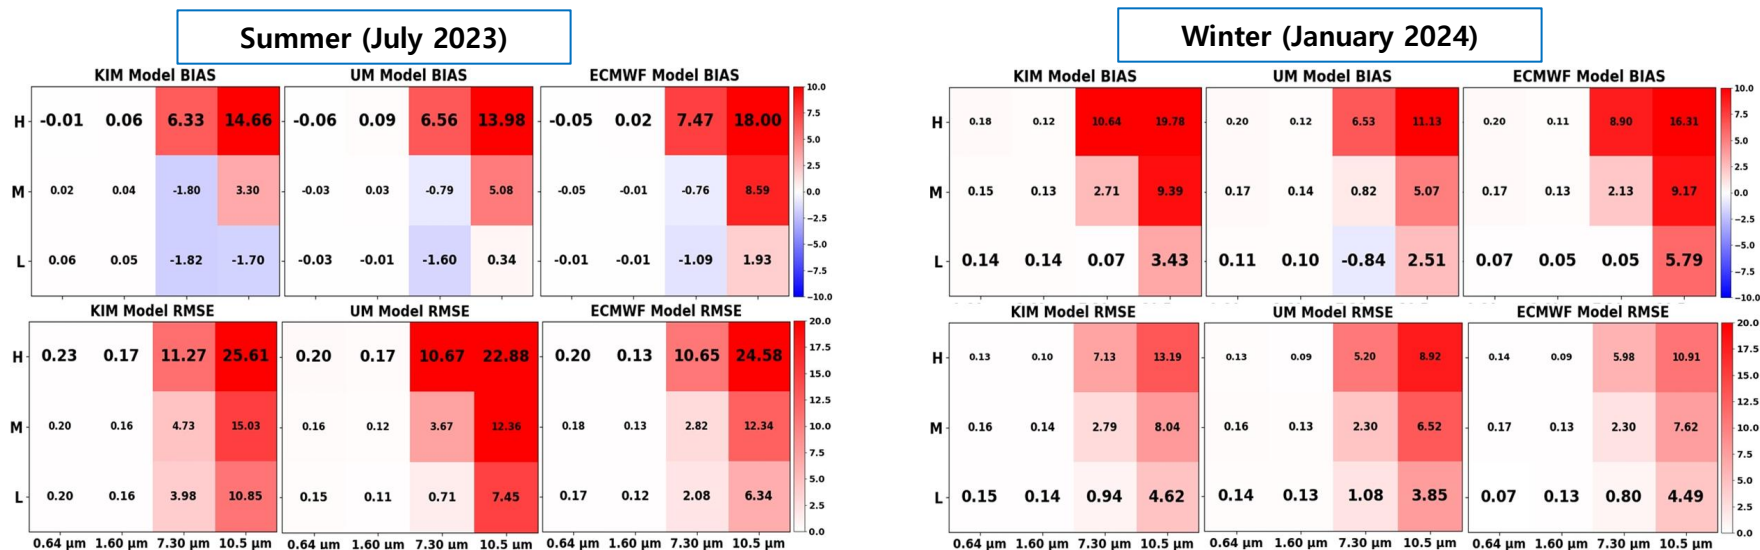 Summer (July 2023)
KIM Model BIAS UM Model BIAS ECMWF Model BIAS
H -0.01 0.06 6.33 14.66 -0.06 0.09 6.56 13.98 -0.05 0.02 7.47 18.00
M 0.02 0.04 -1.80 3.30 -0.03 0.03 -0.79 5.08 -0.05 -0.01 -0.76 8.59
L 0.06 0.05 -1.82 -1.70 -0.03 -0.01 -1.60 0.34 -0.01 -0.01 -1.09 1.93
10.0
7.5
5.0
2.5
0.0
−2.5
−5.0
−7.5
−10.0
KIM Model RMSE UM Model RMSE ECMWF Model RMSE
H 0.23 0.17 11.27 25.61 0.20 0.17 10.67 22.88 0.20 0.13 10.65 24.58
M 0.20 0.16 4.73 15.03 0.16 0.12 3.67 12.36 0.18 0.13 2.82 12.34
L 0.20 0.16 3.98 10.85 0.15 0.11 0.71 7.45 0.17 0.12 2.08 6.34
0.64 μm 1.60 μm 7.30 μm 10.5 μm 0.64 μm 1.60 μm 7.30 μm 10.5 μm 0.64 μm 1.60 μm 7.30 μm 10.5 μm
20.0
17.5
15.0
12.5
10.0
7.5
5.0
2.5
0.0
Winter (January 2024)
KIM Model BIAS UM Model BIAS ECMWF Model BIAS
H 0.18 0.12 10.64 19.78 0.20 0.12 6.53 11.13 0.20 0.11 8.90 16.31
M 0.15 0.13 2.71 9.39 0.17 0.14 0.82 5.07 0.17 0.13 2.13 9.17
L 0.14 0.14 0.07 3.43 0.11 0.10 -0.84 2.51 0.07 0.05 0.05 5.79
10.0
7.5
5.0
2.5
0.0
−2.5
−5.0
−7.5
−10.0
KIM Model RMSE UM Model RMSE ECMWF Model RMSE
H 0.13 0.10 7.13 13.19 0.13 0.09 5.20 8.92 0.14 0.09 5.98 10.91
M 0.16 0.14 2.79 8.04 0.16 0.13 2.30 6.52 0.17 0.13 2.30 7.62
L 0.15 0.14 0.94 4.62 0.14 0.13 1.08 3.85 0.07 0.13 0.80 4.49
0.64 μm 1.60 μm 7.30 μm 10.5 μm 0.64 μm 1.60 μm 7.30 μm 10.5 μm 0.64 μm 1.60 μm 7.30 μm 10.5 μm
20.0
17.5
15.0
12.5
10.0
7.5
5.0
2.5
0.0